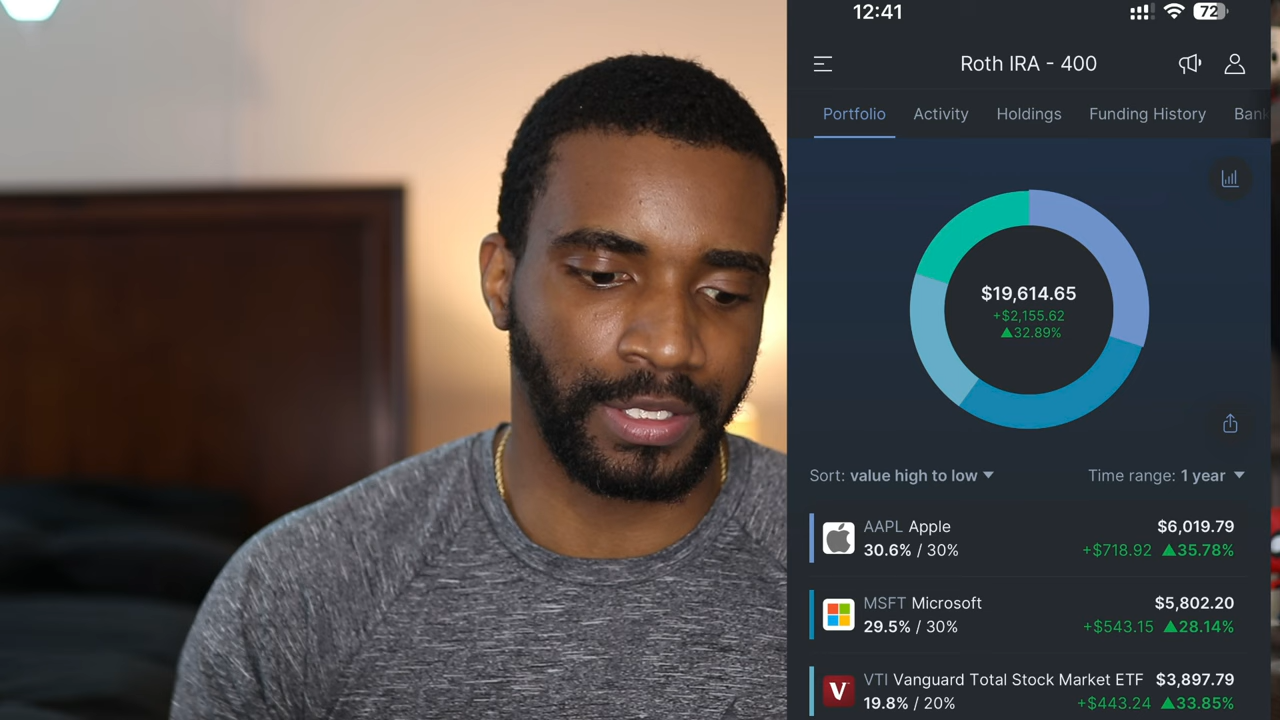 12:41 72
Roth IRA - 400
Portfolio Activity Holdings Funding History Bank
$19,614.65
+$2,155.62
▲32.89%
Sort: value high to low Time range: 1 year
AAPL Apple $6,019.79
30.6% / 30% +$718.92 ▲35.78%
MSFT Microsoft $5,802.20
29.5% / 30% +$543.15 ▲28.14%
V VTI Vanguard Total Stock Market ETF $3,897.79
19.8% / 20% +$443.24 ▲33.85%